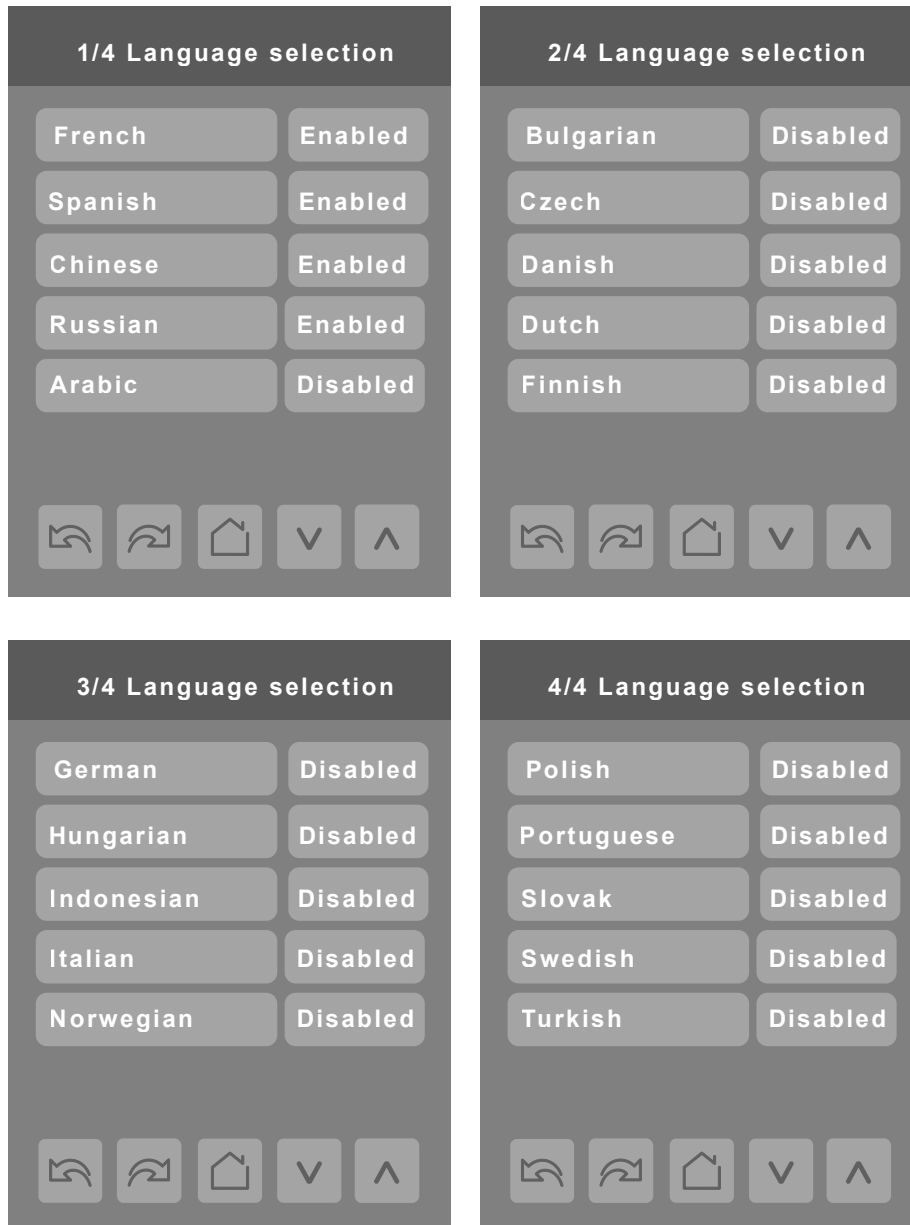 1/4 Language selection
French Enabled
Spanish Enabled
Chinese Enabled
Russian Enabled
Arabic Disabled
2/4 Language selection
Bulgarian Disabled
Czech Disabled
Danish Disabled
Dutch Disabled
Finnish Disabled
3/4 Language selection
German Disabled
Hungarian Disabled
Indonesian Disabled
Italian Disabled
Norwegian Disabled
4/4 Language selection
Polish Disabled
Portuguese Disabled
Slovak Disabled
Swedish Disabled
Turkish Disabled